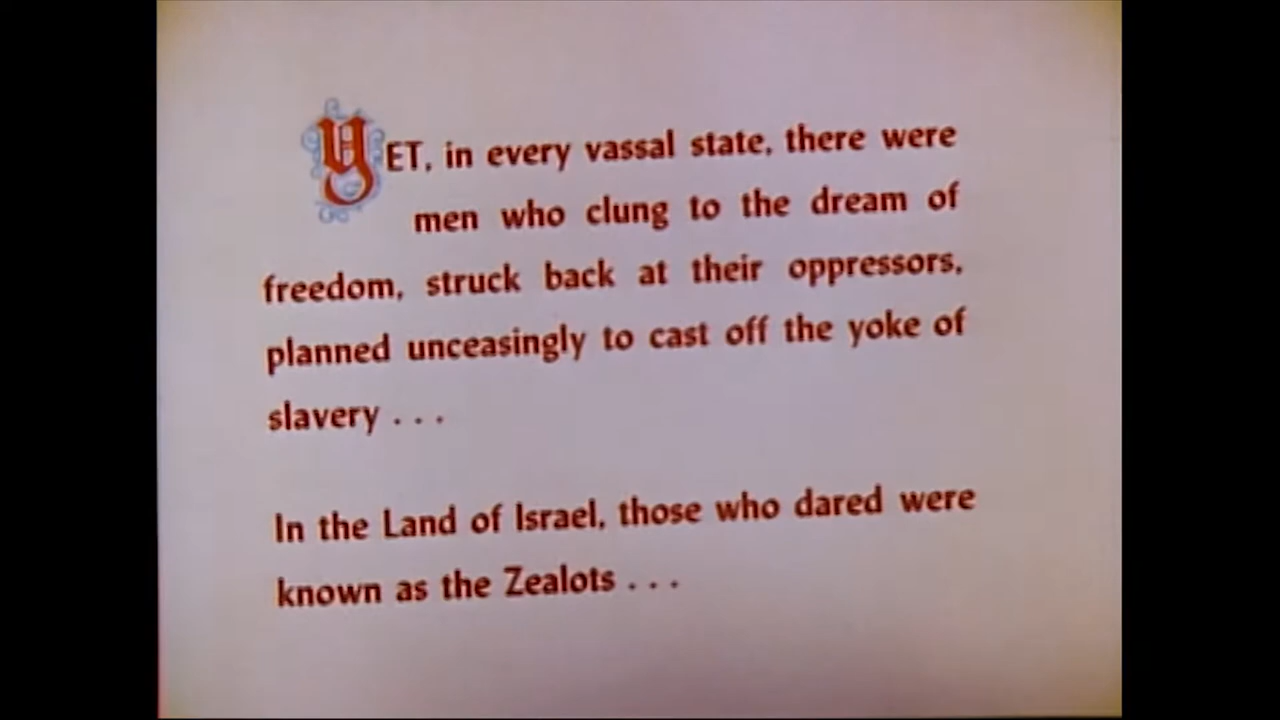 YET, in every vassal state, there were
men who clung to the dream of
freedom, struck back at their oppressors,
planned unceasingly to cast off the yoke of
slavery . . .
In the Land of Israel, those who dared were
known as the Zealots . . .